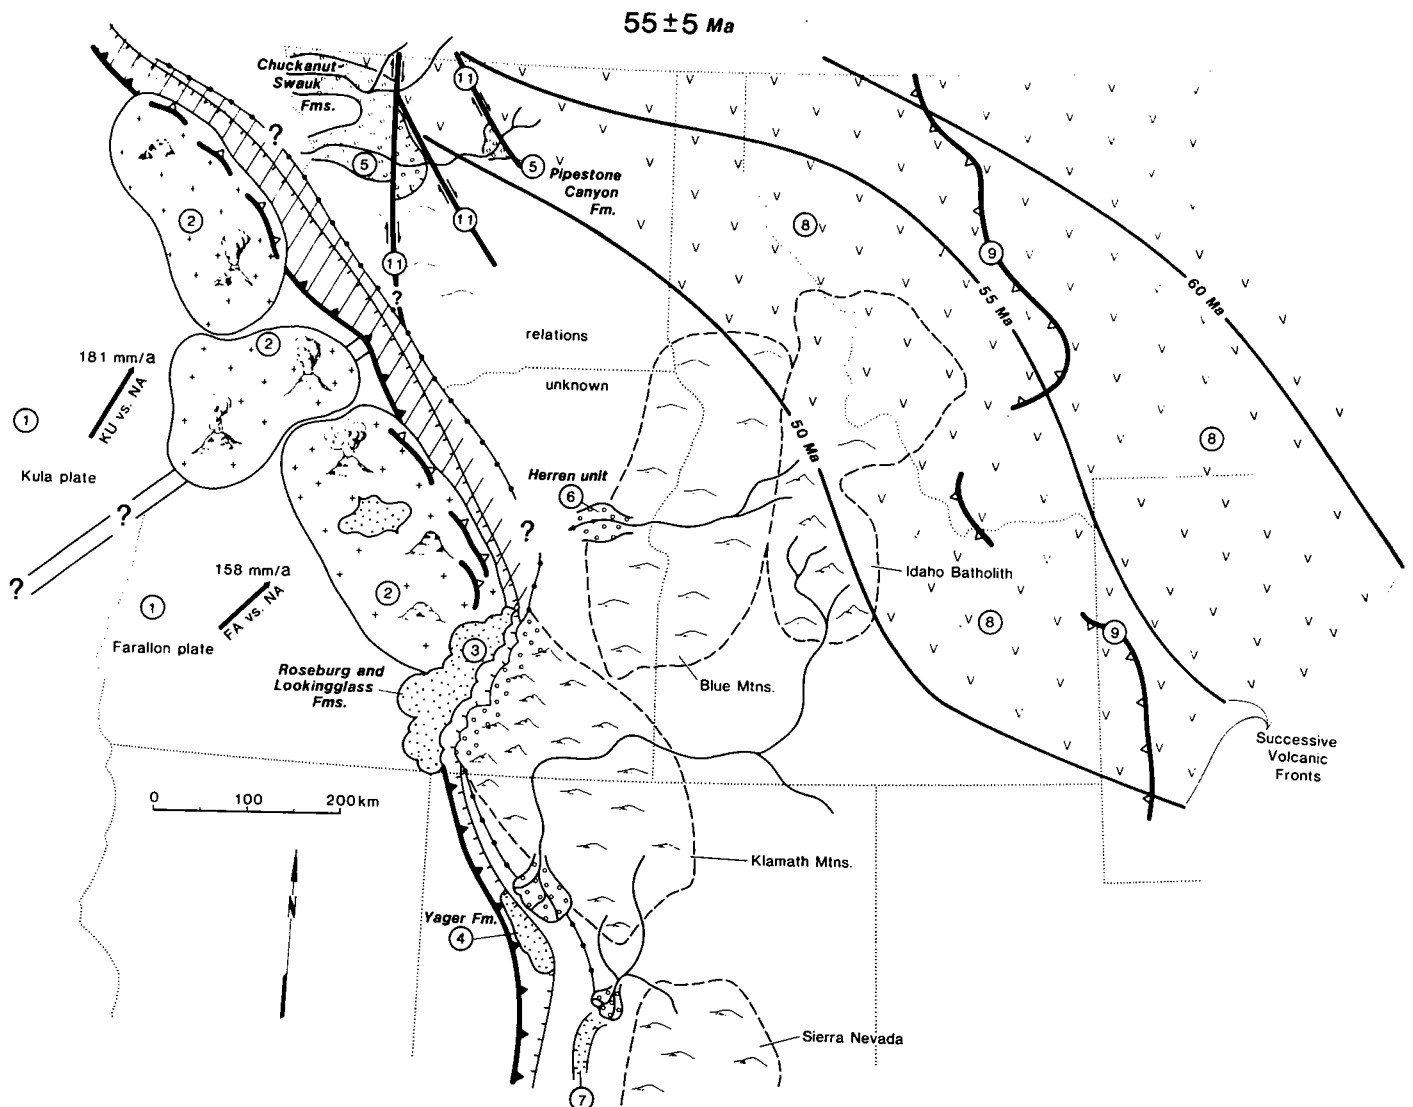 55±5 Ma
Chuckanut-
Swauk
Fms.
11
?
5
5
Pipestone
Canyon
Fm.
2
11
8
9
11
?
60 Ma
55 Ma
relations
unknown
2
181 mm/a
KU vs. NA
1
Kula plate
50 Ma
8
?
?
Herren unit
6
?
158 mm/a
FA vs. NA
1
Farallon plate
2
Idaho Batholith
8
9
3
Roseburg and
Lookingglass
Fms.
Blue Mtns.
Successive
Volcanic
Fronts
0 100 200 km
N
Klamath Mtns.
Yager Fm.
4
Sierra Nevada
7